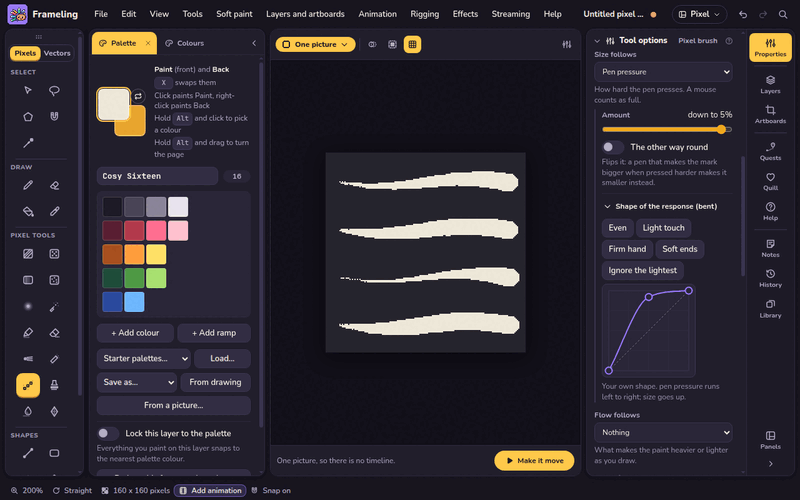 Frameling
File
Edit
View
Tools
Soft paint
Layers and artboards
Animation
Rigging
Effects
Streaming
Help
Untitled pixel ...
Pixel
Pixels
Vectors
SELECT
DRAW
PIXEL TOOLS
SHAPES
Palette
Colours
Paint (front) and Back
X swaps them
Click paints Paint, right-
click paints Back
Hold Alt and click to pick
a colour
Hold Alt and drag to turn
the page
Cosy Sixteen
16
+ Add colour
+ Add ramp
Starter palettes...
Load...
Save as...
From drawing
From a picture...
Lock this layer to the palette
Everything you paint on this layer snaps to
the nearest palette colour.
One picture
One picture, so there is no timeline.
Make it move
Tool options
Pixel brush
Size follows
Pen pressure
How hard the pen presses. A mouse
counts as full.
Amount
down to 5%
The other way round
Flips it: a pen that makes the mark
bigger when pressed harder makes it
smaller instead.
Shape of the response (bent)
Even
Light touch
Firm hand
Soft ends
Ignore the lightest
Your own shape. pen pressure runs
left to right; size goes up.
Flow follows
Nothing
What makes the paint heavier or lighter
as you draw.
Properties
Layers
Artboards
Quests
Quill
Help
Notes
History
Library
Panels
200%
Straight
160 x 160 pixels
Add animation
Snap on